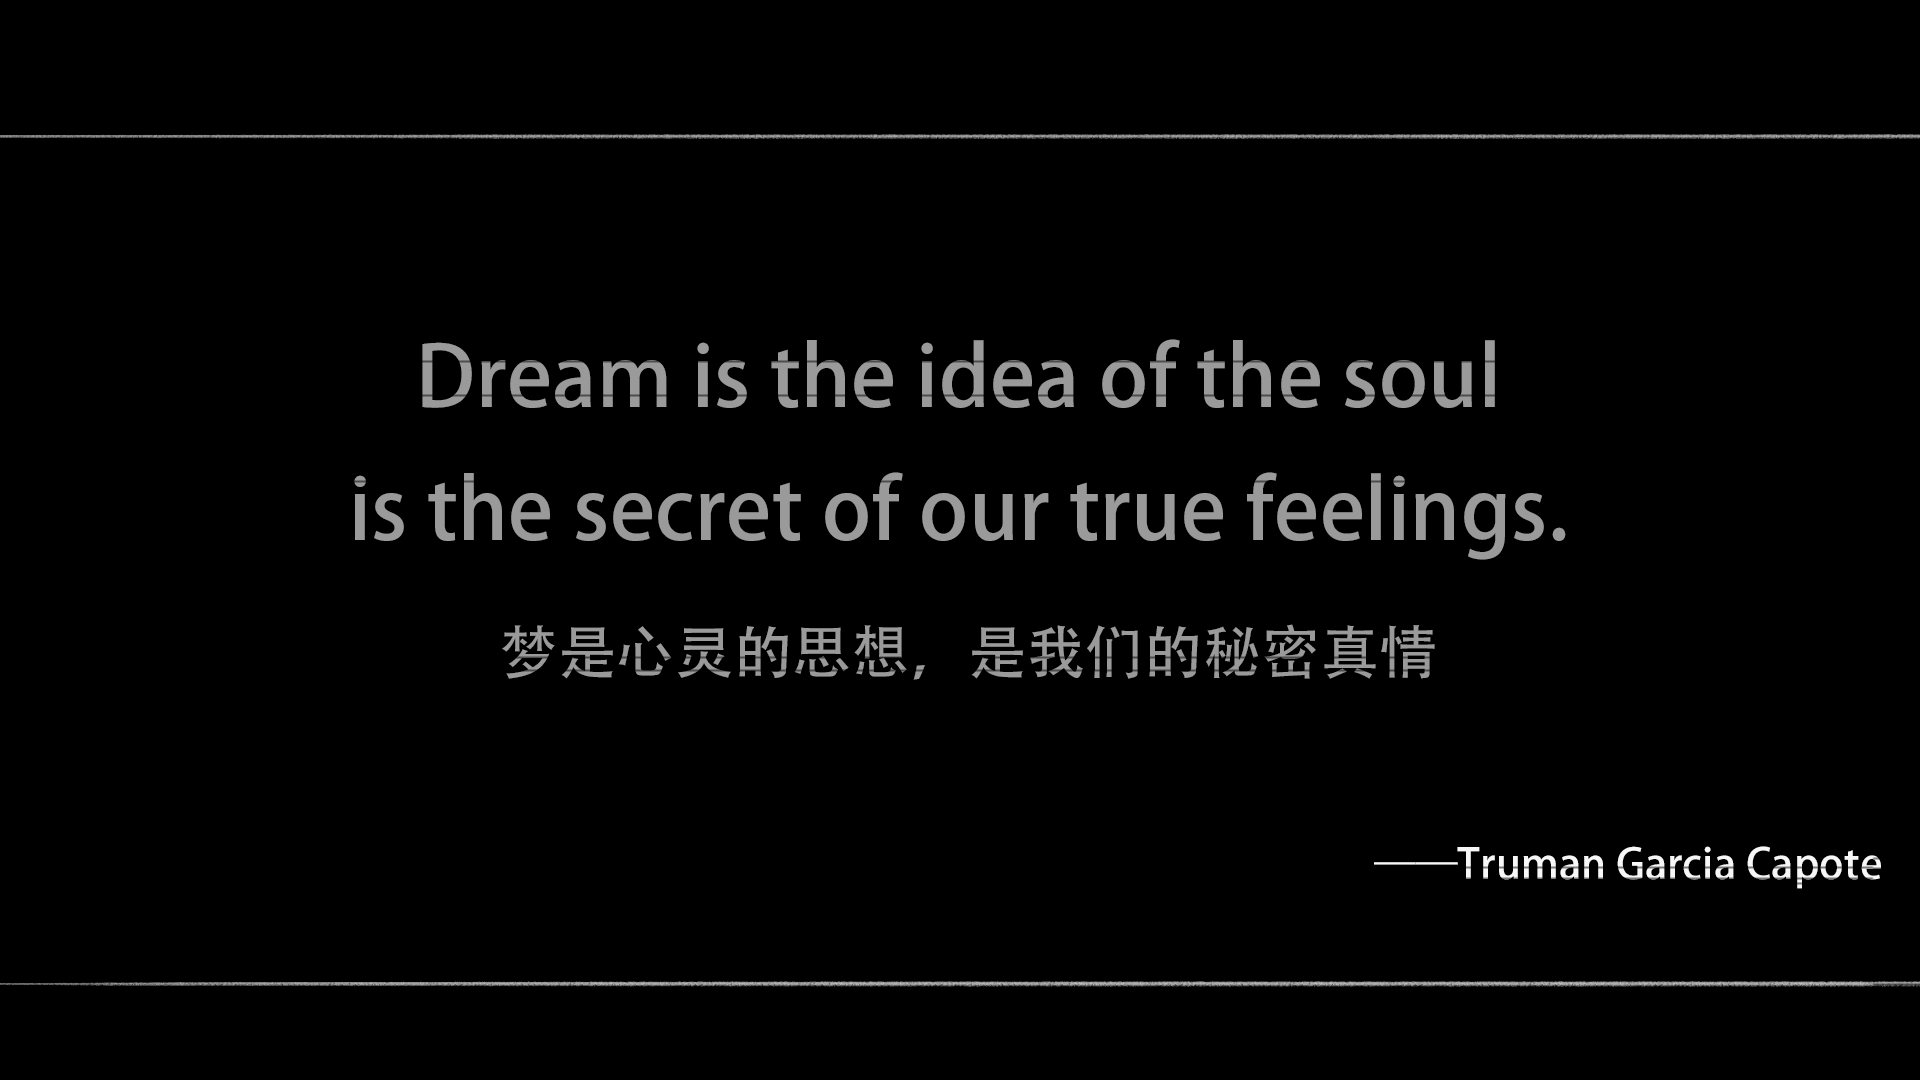 Dream is the idea of the soul
is the secret of our true feelings.
梦是心灵的思想，是我们的秘密真情
——Truman Garcia Capote